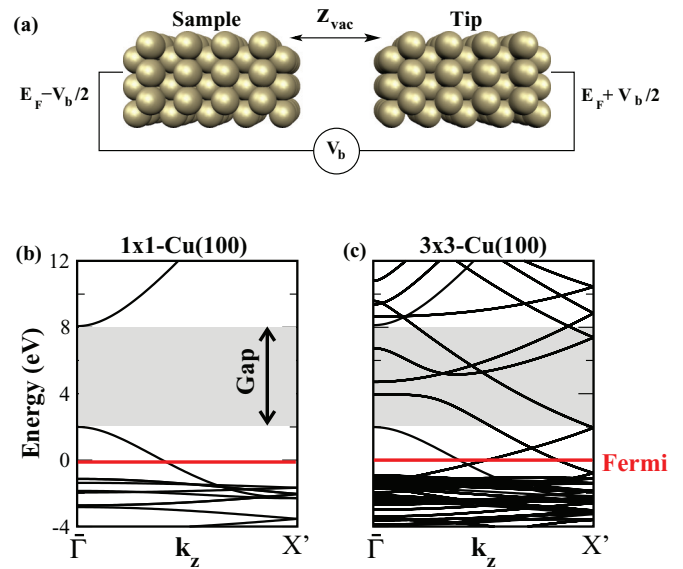 (a)
Sample
Z vac
Tip
E F −V b /2
E F + V b /2
V b
(b)
1x1-Cu(100)
(c)
3x3-Cu(100)
12
8
4
0
-4
Energy (eV)
Gap
Fermi
Γ̄
k z
X'
Γ̄
k z
X'